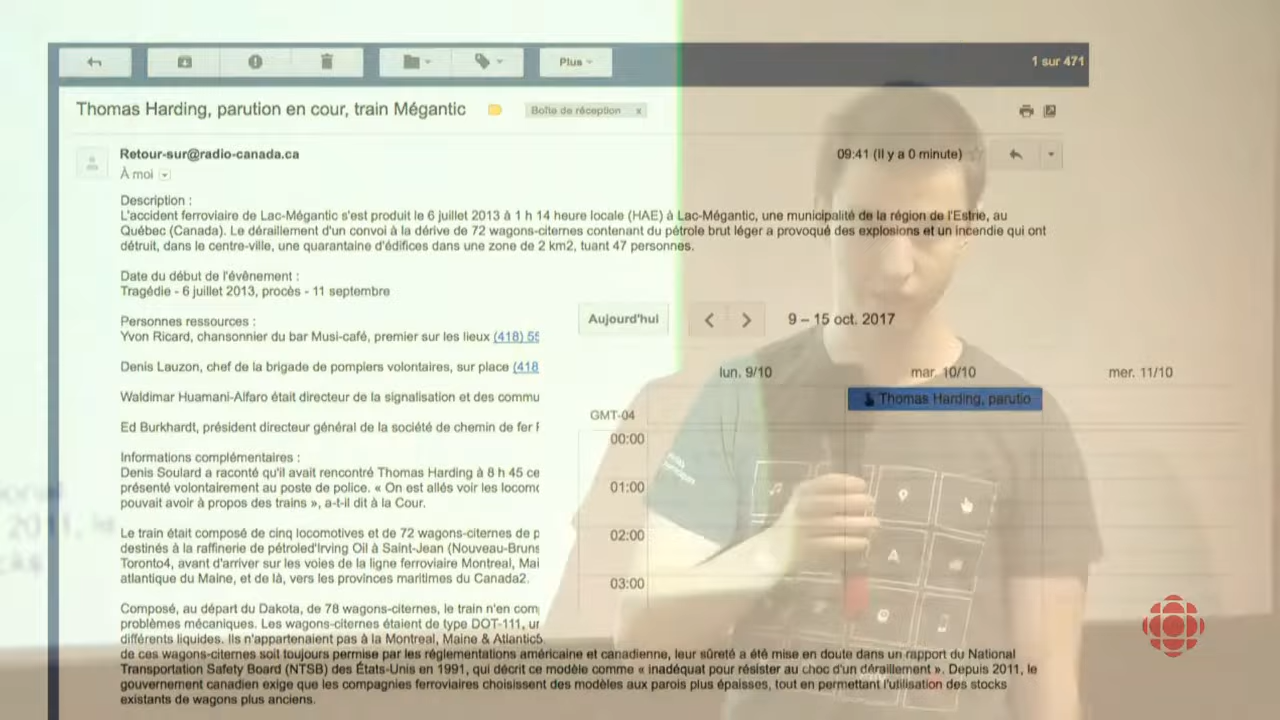 Plus
1 sur 471
Thomas Harding, parution en cour, train Mégantic
Boîte de réception x
Retour-sur@radio-canada.ca
09:41 (il y a 0 minute)
À moi
Description :
L'accident ferroviaire de Lac-Mégantic s'est produit le 6 juillet 2013 à 1 h 14 heure locale (HAE) à Lac-Mégantic, une municipalité de la région de l'Estrie, au
Québec (Canada). Le déraillement d'un convoi à la dérive de 72 wagons-citernes contenant du pétrole brut léger a provoqué des explosions et un incendie qui ont
détruit, dans le centre-ville, une quarantaine d'édifices dans une zone de 2 km2, tuant 47 personnes.
Date du début de l'évènement :
Tragédie - 6 juillet 2013, procès - 11 septembre
Personnes ressources :
Yvon Ricard, chansonnier du bar Musi-café, premier sur les lieux (418) 55
Denis Lauzon, chef de la brigade de pompiers volontaires, sur place (418
Waldimar Huamani-Alfaro était directeur de la signalisation et des commu
Ed Burkhardt, président directeur général de la société de chemin de fer
Informations complémentaires :
Denis Soulard a raconté qu'il avait rencontré Thomas Harding à 8 h 45 ce
présenté volontairement au poste de police. « On est allés voir les locomo
pouvait avoir à propos des trains », a-t-il dit à la Cour.
Le train était composé de cinq locomotives et de 72 wagons-citernes de p
destinés à la raffinerie de pétroled'Irving Oil à Saint-Jean (Nouveau-Bruns
Toronto4, avant d'arriver sur les voies de la ligne ferroviaire Montreal, Mai
atlantique du Maine, et de là, vers les provinces maritimes du Canada2.
Composé, au départ du Dakota, de 78 wagons-citernes, le train n'en com
problèmes mécaniques. Les wagons-citernes étaient de type DOT-111, ur
différents liquides. Ils n'appartenaient pas à la Montreal, Maine & Atlantic6
de ces wagons-citernes soit toujours permise par les réglementations américaine et canadienne, leur sûreté a été mise en doute dans un rapport du National
Transportation Safety Board (NTSB) des États-Unis en 1991, qui décrit ce modèle comme « inadéquat pour résister au choc d'un déraillement ». Depuis 2011, le
gouvernement canadien exige que les compagnies ferroviaires choisissent des modèles aux parois plus épaisses, tout en permettant l'utilisation des stocks
existants de wagons plus anciens.
Aujourd'hui
9 – 15 oct. 2017
lun. 9/10
mar. 10/10
mer. 11/10
Thomas Harding, parutio
GMT-04
00:00
01:00
02:00
03:00
2011, le